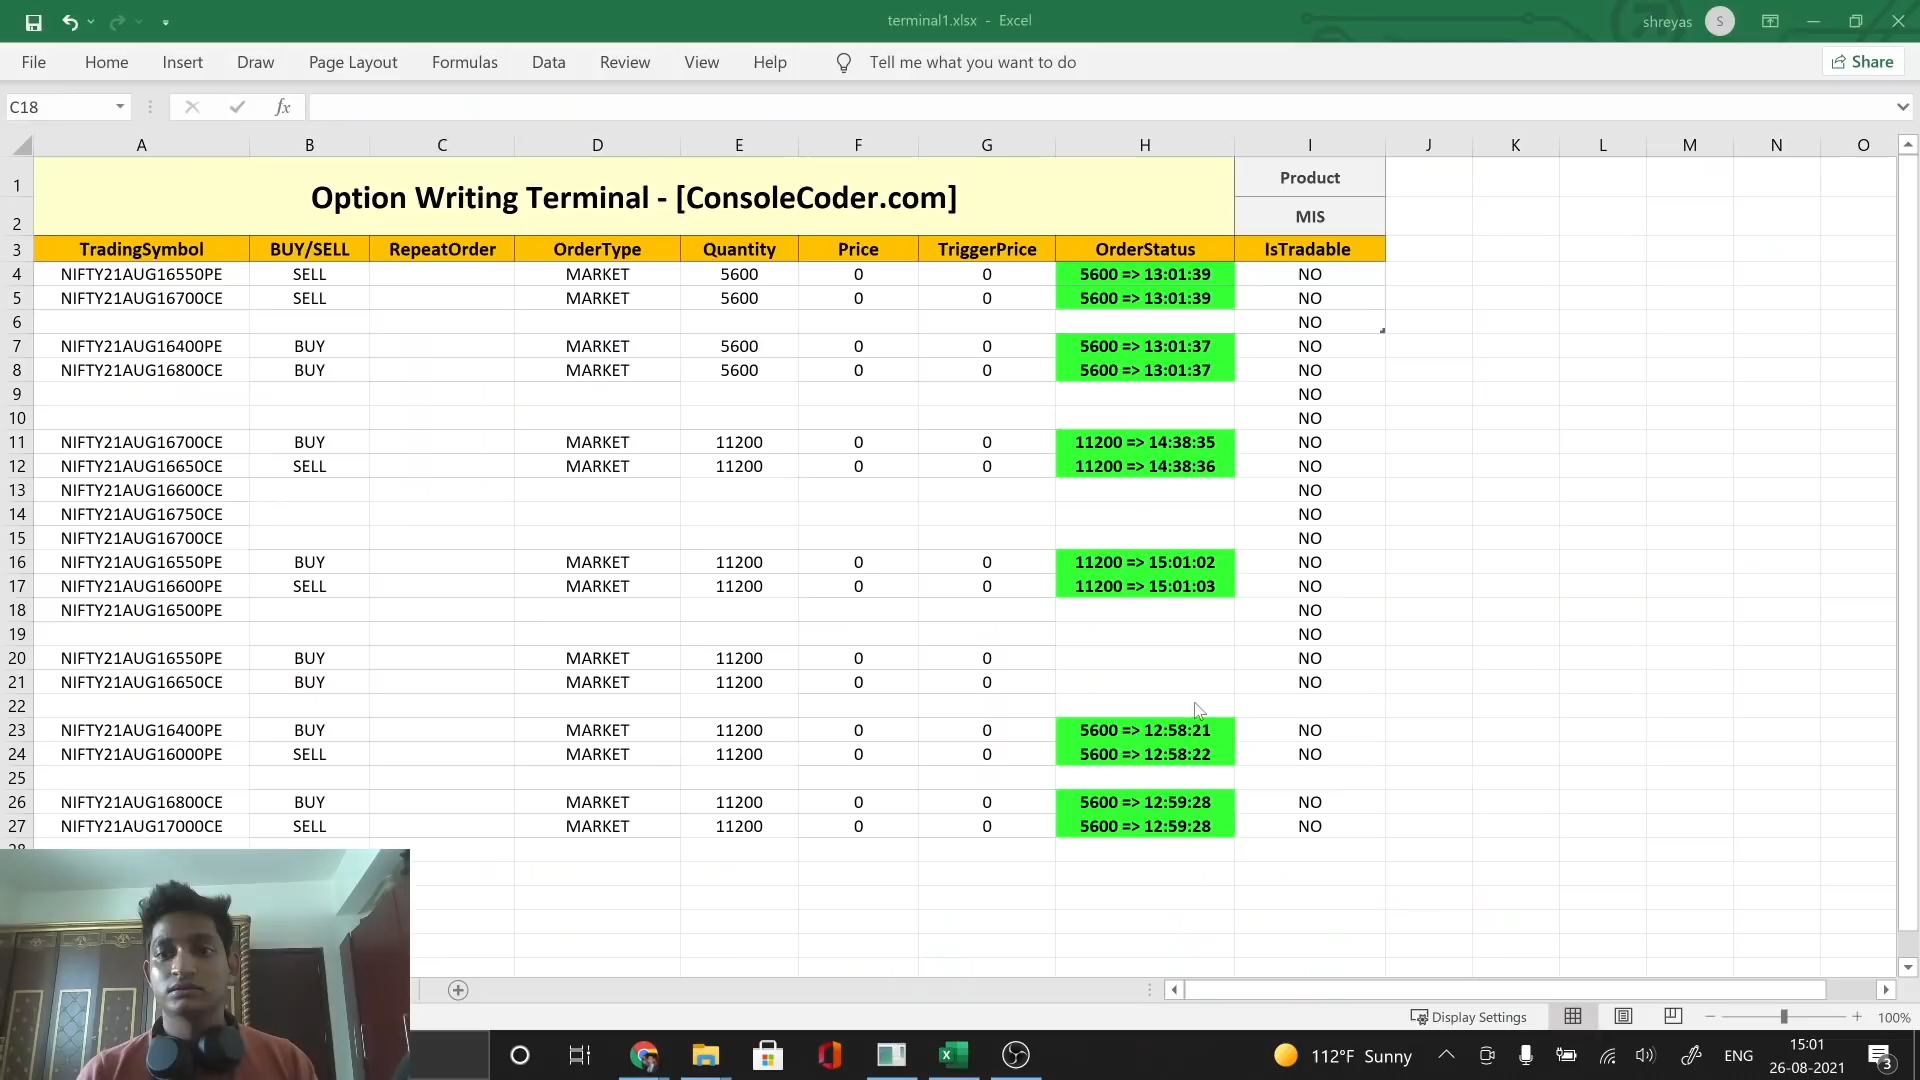 terminal1.xlsx - Excel
shreyas
S
File Home Insert Draw Page Layout Formulas Data Review View Help Tell me what you want to do Share
C18 fx
A B C D E F G H I J K L M N O
1 Option Writing Terminal - [ConsoleCoder.com] Product
2 MIS
3 TradingSymbol BUY/SELL RepeatOrder OrderType Quantity Price TriggerPrice OrderStatus IsTradable
4 NIFTY21AUG16550PE SELL MARKET 5600 0 0 5600 => 13:01:39 NO
5 NIFTY21AUG16700CE SELL MARKET 5600 0 0 5600 => 13:01:39 NO
6 NO
7 NIFTY21AUG16400PE BUY MARKET 5600 0 0 5600 => 13:01:37 NO
8 NIFTY21AUG16800CE BUY MARKET 5600 0 0 5600 => 13:01:37 NO
9 NO
10 NO
11 NIFTY21AUG16700CE BUY MARKET 11200 0 0 11200 => 14:38:35 NO
12 NIFTY21AUG16650CE SELL MARKET 11200 0 0 11200 => 14:38:36 NO
13 NIFTY21AUG16600CE NO
14 NIFTY21AUG16750CE NO
15 NIFTY21AUG16700CE NO
16 NIFTY21AUG16550PE BUY MARKET 11200 0 0 11200 => 15:01:02 NO
17 NIFTY21AUG16600PE SELL MARKET 11200 0 0 11200 => 15:01:03 NO
18 NIFTY21AUG16500PE NO
19 NO
20 NIFTY21AUG16550PE BUY MARKET 11200 0 0 NO
21 NIFTY21AUG16650CE BUY MARKET 11200 0 0 NO
22
23 NIFTY21AUG16400PE BUY MARKET 11200 0 0 5600 => 12:58:21 NO
24 NIFTY21AUG16000PE SELL MARKET 11200 0 0 5600 => 12:58:22 NO
25
26 NIFTY21AUG16800CE BUY MARKET 11200 0 0 5600 => 12:59:28 NO
27 NIFTY21AUG17000CE SELL MARKET 11200 0 0 5600 => 12:59:28 NO
Display Settings 100%
112°F Sunny ENG 15:01
26-08-2021 3